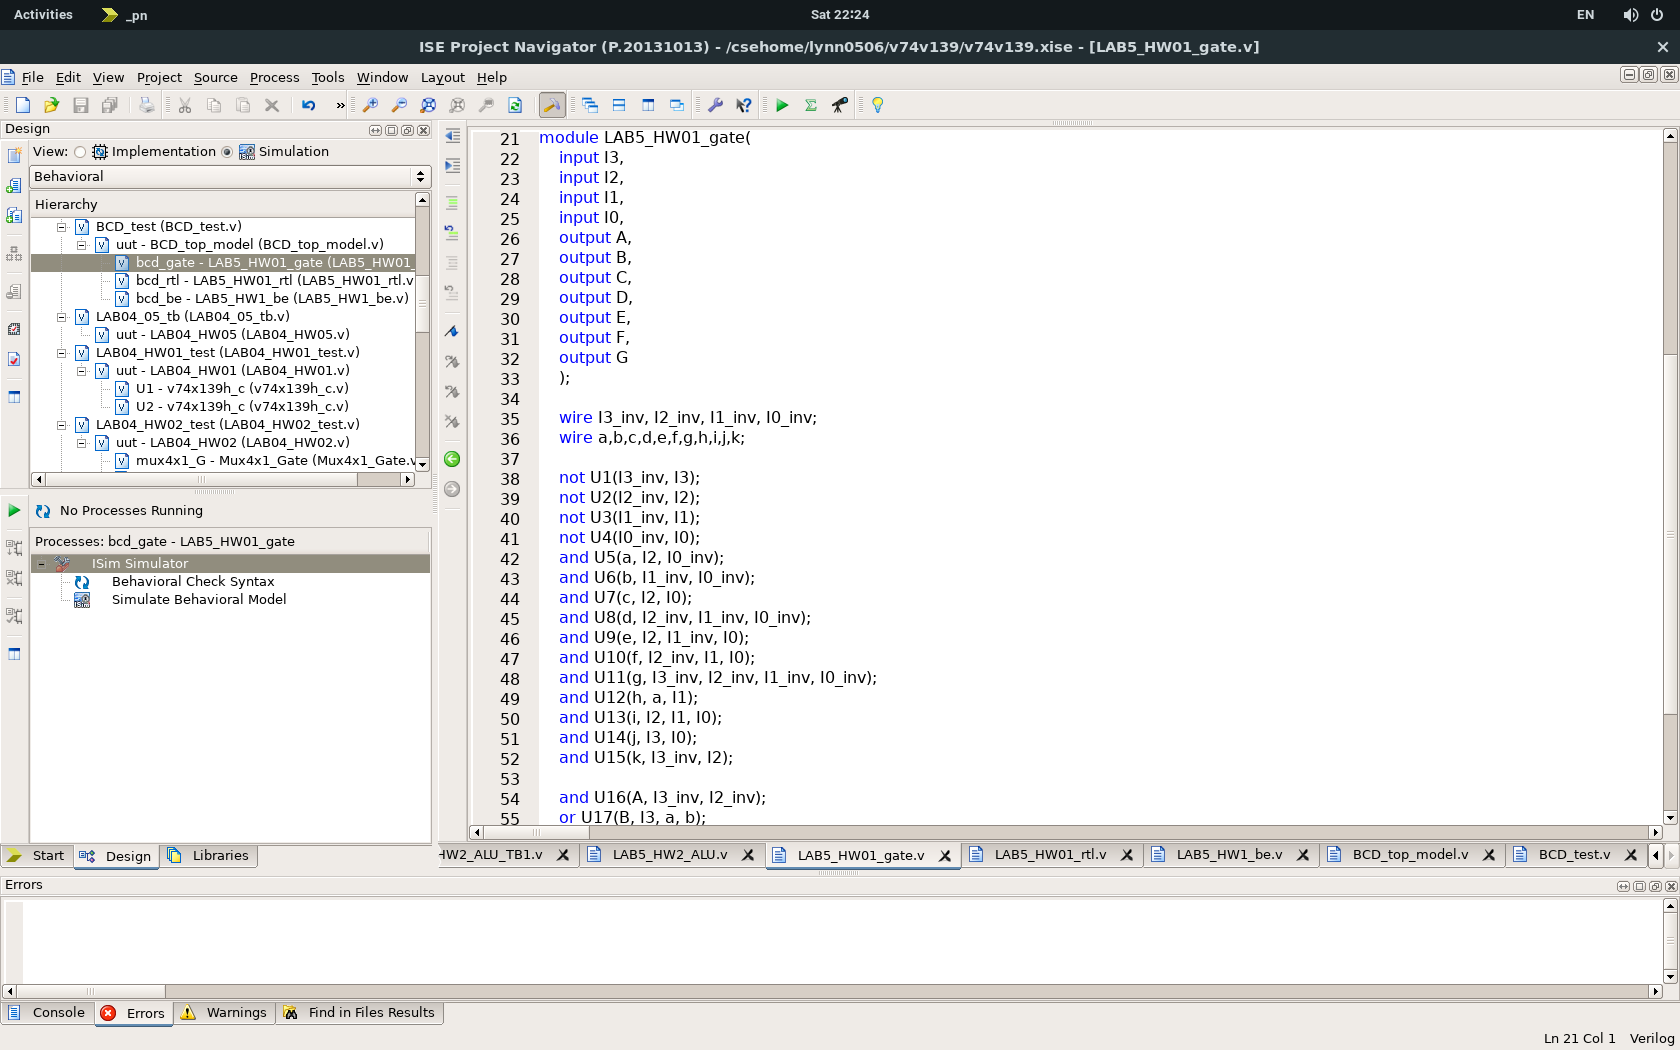 Activities
_pn
Sat 22:24
EN
ISE Project Navigator (P.20131013) - /csehome/lynn0506/v74v139/v74v139.xise - [LAB5_HW01_gate.v]
File Edit View Project Source Process Tools Window Layout Help
Design
View: Implementation Simulation
Behavioral
Hierarchy
BCD_test (BCD_test.v)
uut - BCD_top_model (BCD_top_model.v)
bcd_gate - LAB5_HW01_gate (LAB5_HW01_
bcd_rtl - LAB5_HW01_rtl (LAB5_HW01_rtl.v
bcd_be - LAB5_HW1_be (LAB5_HW1_be.v)
LAB04_05_tb (LAB04_05_tb.v)
uut - LAB04_HW05 (LAB04_HW05.v)
LAB04_HW01_test (LAB04_HW01_test.v)
uut - LAB04_HW01 (LAB04_HW01.v)
U1 - v74x139h_c (v74x139h_c.v)
U2 - v74x139h_c (v74x139h_c.v)
LAB04_HW02_test (LAB04_HW02_test.v)
uut - LAB04_HW02 (LAB04_HW02.v)
mux4x1_G - Mux4x1_Gate (Mux4x1_Gate.v
No Processes Running
Processes: bcd_gate - LAB5_HW01_gate
ISim Simulator
Behavioral Check Syntax
Simulate Behavioral Model
Start Design Libraries
21 module LAB5_HW01_gate(
22 input I3,
23 input I2,
24 input I1,
25 input I0,
26 output A,
27 output B,
28 output C,
29 output D,
30 output E,
31 output F,
32 output G
33 );
34
35 wire I3_inv, I2_inv, I1_inv, I0_inv;
36 wire a,b,c,d,e,f,g,h,i,j,k;
37
38 not U1(I3_inv, I3);
39 not U2(I2_inv, I2);
40 not U3(I1_inv, I1);
41 not U4(I0_inv, I0);
42 and U5(a, I2, I0_inv);
43 and U6(b, I1_inv, I0_inv);
44 and U7(c, I2, I0);
45 and U8(d, I2_inv, I1_inv, I0_inv);
46 and U9(e, I2, I1_inv, I0);
47 and U10(f, I2_inv, I1, I0);
48 and U11(g, I3_inv, I2_inv, I1_inv, I0_inv);
49 and U12(h, a, I1);
50 and U13(i, I2, I1, I0);
51 and U14(j, I3, I0);
52 and U15(k, I3_inv, I2);
53
54 and U16(A, I3_inv, I2_inv);
55 or U17(B, I3, a, b);
HW2_ALU_TB1.v LAB5_HW2_ALU.v LAB5_HW01_gate.v LAB5_HW01_rtl.v LAB5_HW1_be.v BCD_top_model.v BCD_test.v
Errors
Console Errors Warnings Find in Files Results
Ln 21 Col 1 Verilog